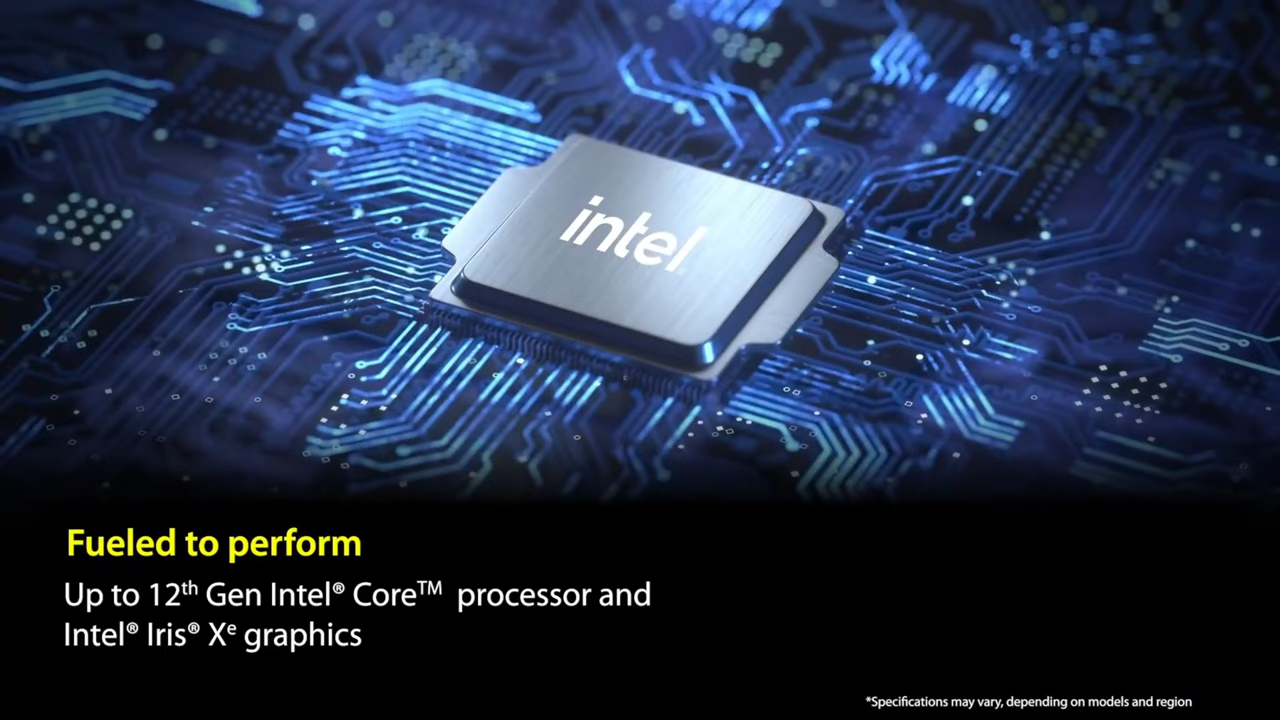 intel
Fueled to perform
Up to 12th Gen Intel® Core™ processor and
Intel® Iris® Xe graphics
*Specifications may vary, depending on models and region